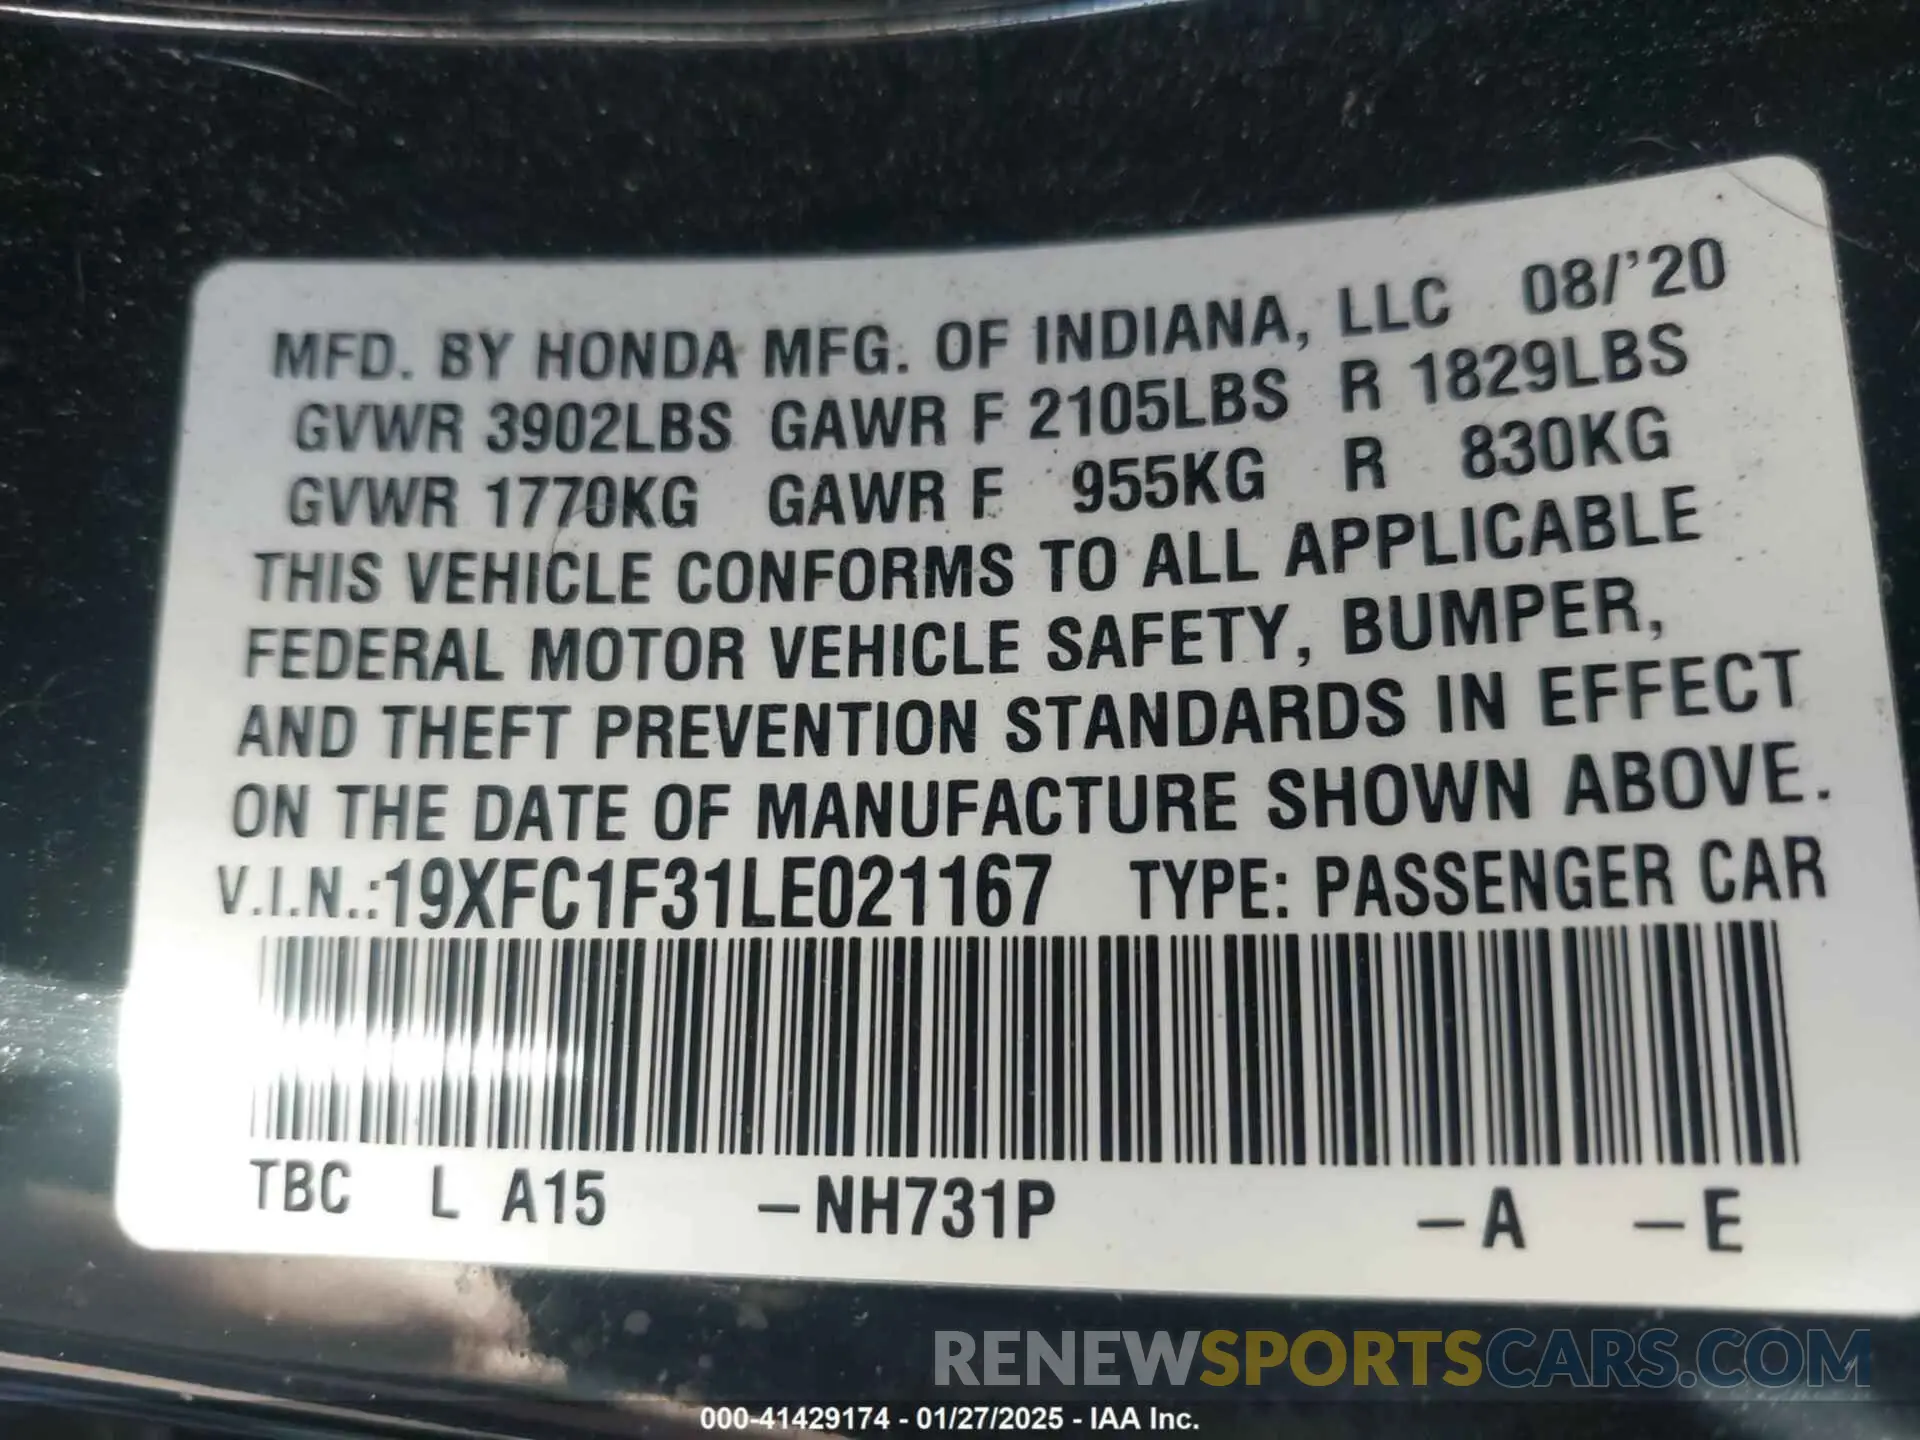 MFD. BY HONDA MFG. OF INDIANA, LLC 08/'20
GVWR 3902LBS GAWR F 2105LBS R 1829LBS
GVWR 1770KG GAWR F 955KG R 830KG
THIS VEHICLE CONFORMS TO ALL APPLICABLE
FEDERAL MOTOR VEHICLE SAFETY, BUMPER,
AND THEFT PREVENTION STANDARDS IN EFFECT
ON THE DATE OF MANUFACTURE SHOWN ABOVE.
V.I.N.:19XFC1F31LE021167 TYPE: PASSENGER CAR
TBC L A15 –NH731P –A –E
RENEWSPORTSCARS.COM
000-41429174 - 01/27/2025 - IAA Inc.